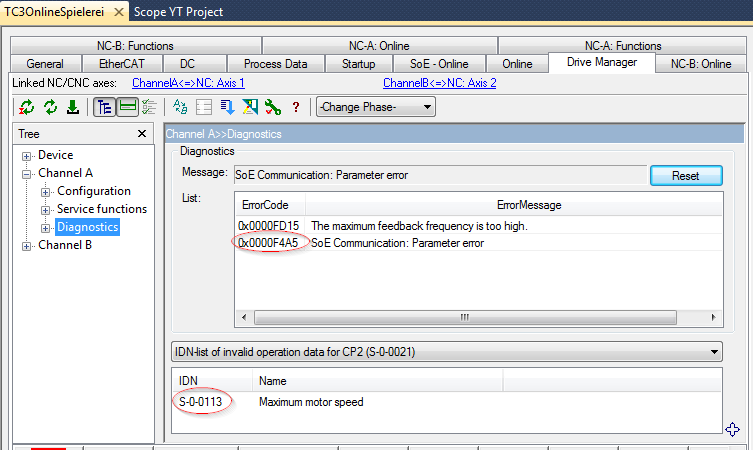 TC3OnlineSpielerei Scope YT Project
NC-B: Functions NC-A: Online NC-A: Functions
General EtherCAT DC Process Data Startup SoE - Online Online Drive Manager NC-B: Online
Linked NC/CNC axes: ChannelA<=>NC: Axis 1 ChannelB<=>NC: Axis 2
-Change Phase-
Tree
Device
Channel A
Configuration
Service functions
Diagnostics
Channel B
Channel A>>Diagnostics
Diagnostics
Message: SoE Communication: Parameter error Reset
List:
ErrorCode ErrorMessage
0x0000FD15 The maximum feedback frequency is too high.
0x0000F4A5 SoE Communication: Parameter error
IDN-list of invalid operation data for CP2 (S-0-0021)
IDN Name
S-0-0113 Maximum motor speed